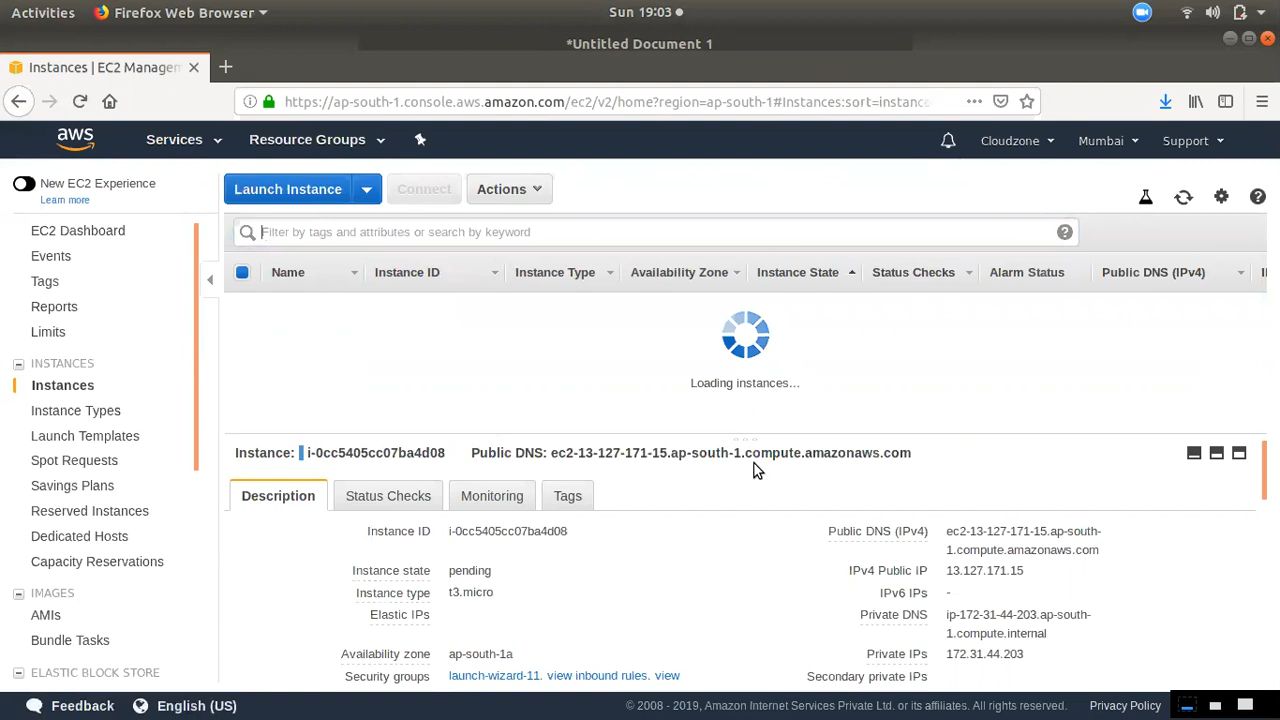 Activities Firefox Web Browser Sun 19:03
*Untitled Document 1
Instances | EC2 Managem
https://ap-south-1.console.aws.amazon.com/ec2/v2/home?region=ap-south-1#Instances:sort=instance
aws Services Resource Groups Cloudzone Mumbai Support
New EC2 Experience
Learn more
EC2 Dashboard
Events
Tags
Reports
Limits
INSTANCES
Instances
Instance Types
Launch Templates
Spot Requests
Savings Plans
Reserved Instances
Dedicated Hosts
Capacity Reservations
IMAGES
AMIs
Bundle Tasks
ELASTIC BLOCK STORE
Launch Instance Connect Actions
Filter by tags and attributes or search by keyword
Name Instance ID Instance Type Availability Zone Instance State Status Checks Alarm Status Public DNS (IPv4)
Loading instances...
Instance: i-0cc5405cc07ba4d08 Public DNS: ec2-13-127-171-15.ap-south-1.compute.amazonaws.com
Description Status Checks Monitoring Tags
Instance ID i-0cc5405cc07ba4d08
Instance state pending
Instance type t3.micro
Elastic IPs
Availability zone ap-south-1a
Security groups launch-wizard-11. view inbound rules. view
Public DNS (IPv4) ec2-13-127-171-15.ap-south-
1.compute.amazonaws.com
IPv4 Public IP 13.127.171.15
IPv6 IPs -
Private DNS ip-172-31-44-203.ap-south-
1.compute.internal
Private IPs 172.31.44.203
Secondary private IPs
Feedback English (US) © 2008 - 2019, Amazon Internet Services Private Ltd. or its affiliates. All rights reserved. Privacy Policy